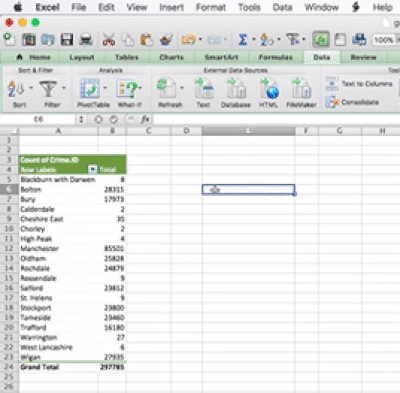 Excel File Edit View Insert Format Tools Data Window Help
100%
Home Layout Tables Charts SmartArt Formulas Data Review
Sort & Filter Analysis External Data Sources
Sort Filter PivotTable What-If Refresh Text Database HTML FileMaker Text to Columns
Consolidate
E6 fx
A B C D E F G H
1
2
3 Count of Crime.ID
4 Row Labels Total
5 Blackburn with Darwen 8
6 Bolton 28315
7 Bury 17973
8 Calderdale 2
9 Cheshire East 35
10 Chorley 2
11 High Peak 4
12 Manchester 85501
13 Oldham 25828
14 Rochdale 24879
15 Rossendale 9
16 Salford 23812
17 St. Helens 9
18 Stockport 23800
19 Tameside 23460
20 Trafford 16180
21 Warrington 27
22 West Lancashire 6
23 Wigan 27935
24 Grand Total 297785
25
26